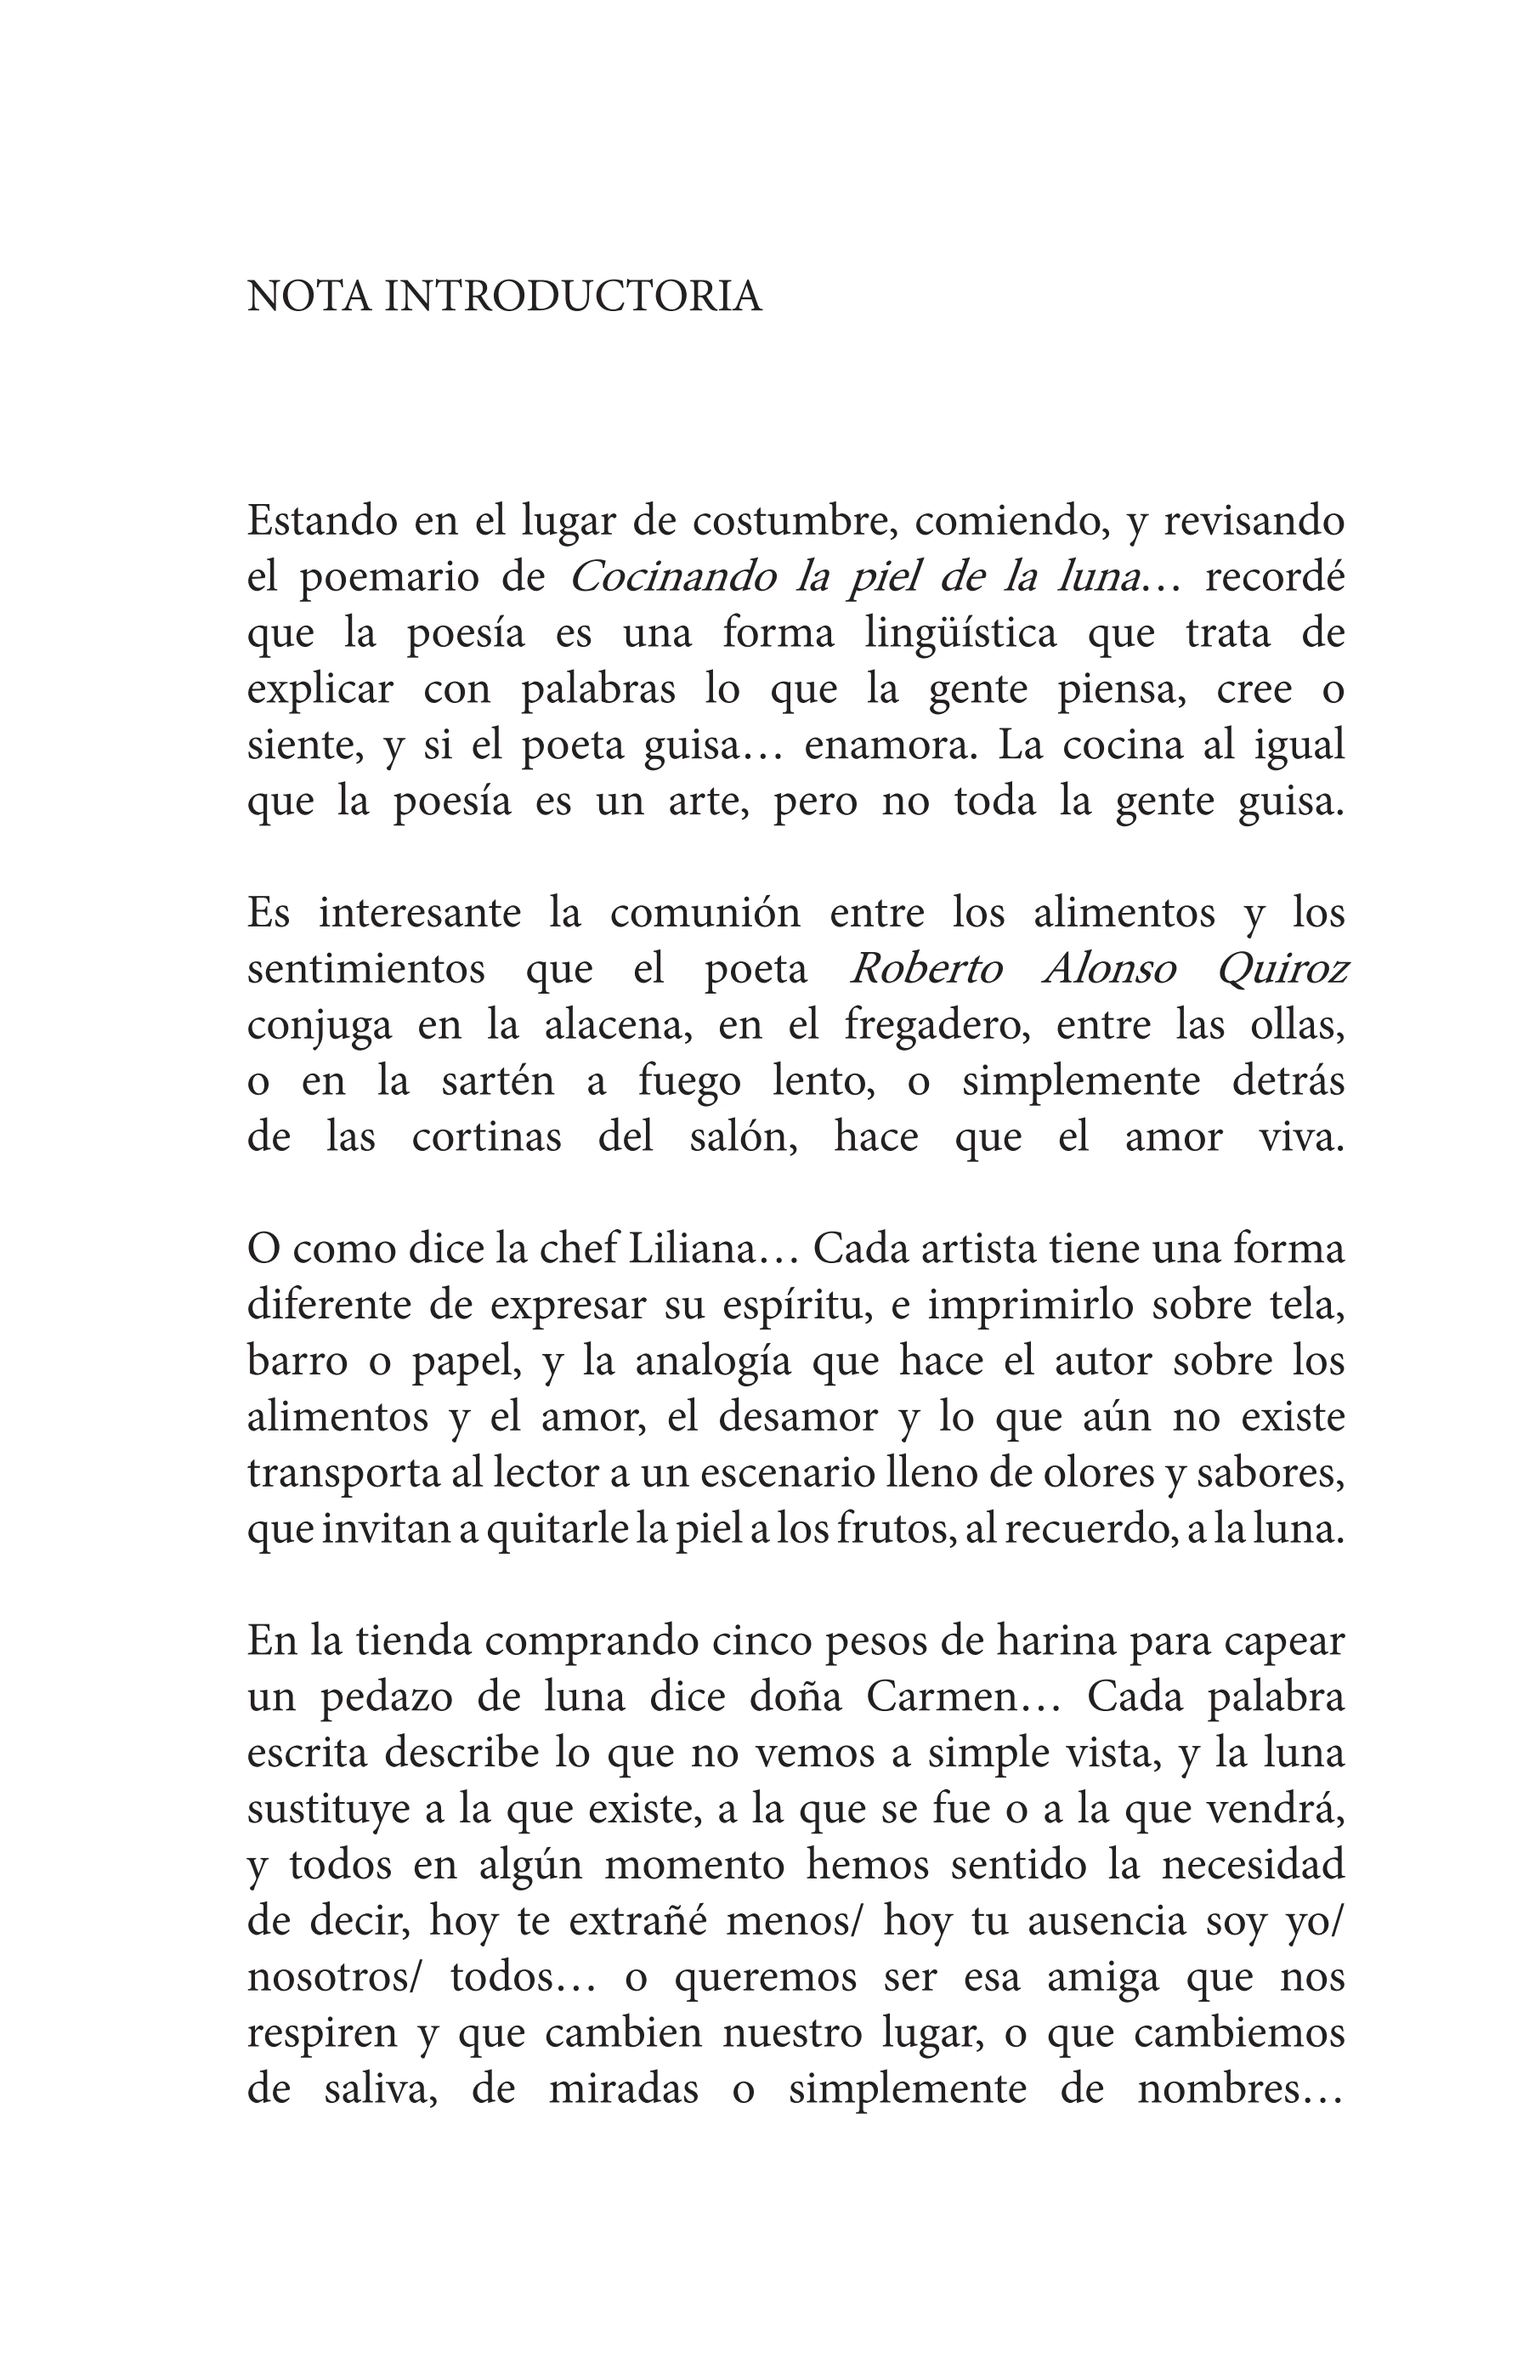 NOTA INTRODUCTORIA
Estando en el lugar de costumbre, comiendo, y revisando
el poemario de Cocinando la piel de la luna… recordé
que la poesía es una forma lingüística que trata de
explicar con palabras lo que la gente piensa, cree o
siente, y si el poeta guisa… enamora. La cocina al igual
que la poesía es un arte, pero no toda la gente guisa.
Es interesante la comunión entre los alimentos y los
sentimientos que el poeta Roberto Alonso Quiroz
conjuga en la alacena, en el fregadero, entre las ollas,
o en la sartén a fuego lento, o simplemente detrás
de las cortinas del salón, hace que el amor viva.
O como dice la chef Liliana… Cada artista tiene una forma
diferente de expresar su espíritu, e imprimirlo sobre tela,
barro o papel, y la analogía que hace el autor sobre los
alimentos y el amor, el desamor y lo que aún no existe
transporta al lector a un escenario lleno de olores y sabores,
que invitan a quitarle la piel a los frutos, al recuerdo, a la luna.
En la tienda comprando cinco pesos de harina para capear
un pedazo de luna dice doña Carmen… Cada palabra
escrita describe lo que no vemos a simple vista, y la luna
sustituye a la que existe, a la que se fue o a la que vendrá,
y todos en algún momento hemos sentido la necesidad
de decir, hoy te extrañé menos/ hoy tu ausencia soy yo/
nosotros/ todos… o queremos ser esa amiga que nos
respiren y que cambien nuestro lugar, o que cambiemos
de saliva, de miradas o simplemente de nombres…